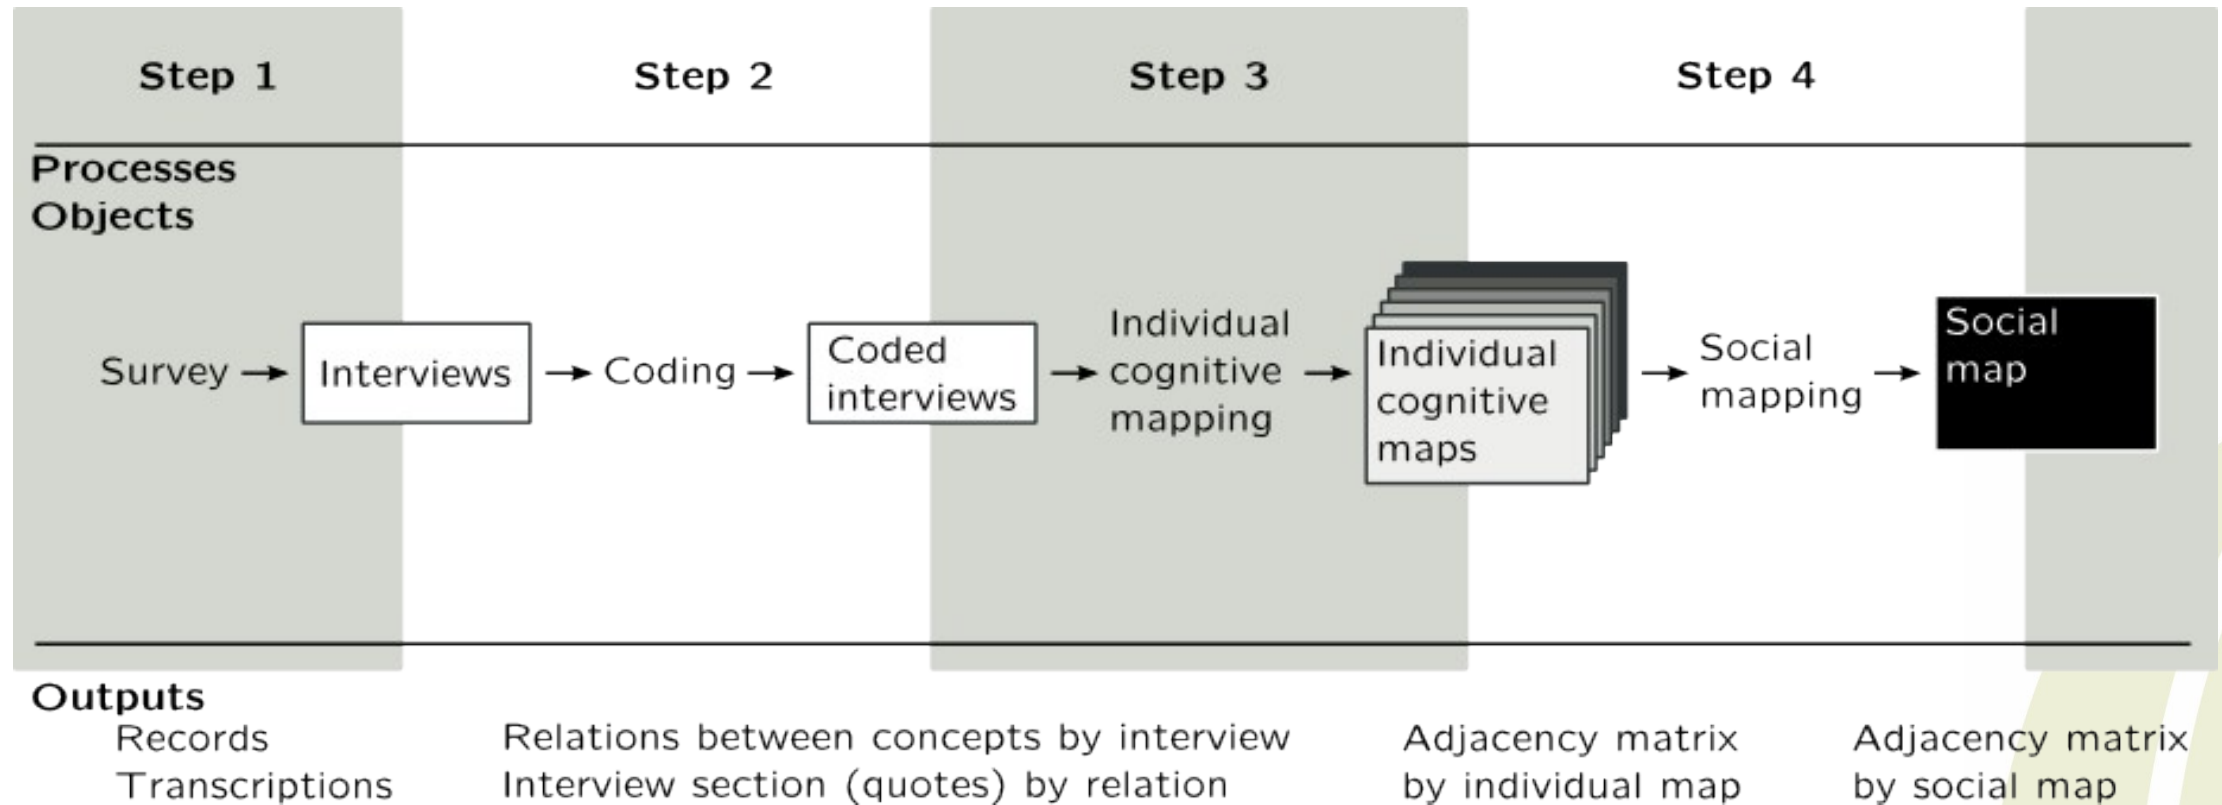 Step 1
Step 2
Step 3
Step 4
Processes
Objects
Survey
Interviews
Coding
Coded
interviews
Individual
cognitive
mapping
Individual
cognitive
maps
Social
mapping
Social
map
Outputs
Records
Transcriptions
Relations between concepts by interview
Interview section (quotes) by relation
Adjacency matrix
by individual map
Adjacency matrix
by social map